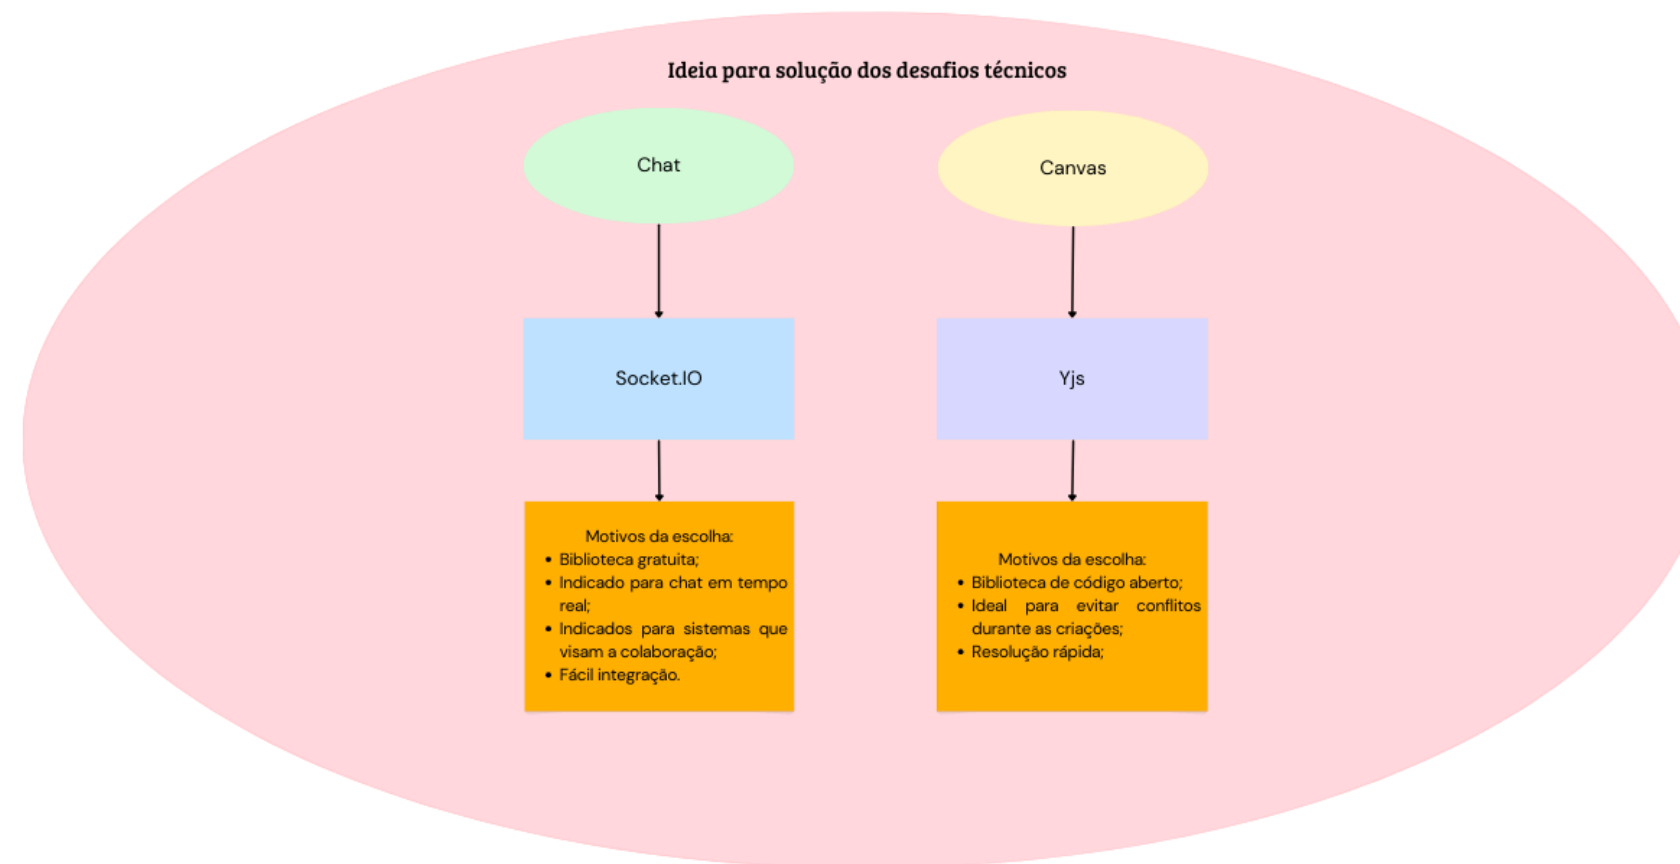 Ideia para solução dos desafios técnicos
Chat
Canvas
Socket.IO
Yjs
Motivos da escolha:
• Biblioteca gratuita;
• Indicado para chat em tempo
real;
• Indicados para sistemas que
visam a colaboração;
• Fácil integração.
Motivos da escolha:
• Biblioteca de código aberto;
• Ideal para evitar conflitos
durante as criações;
• Resolução rápida;